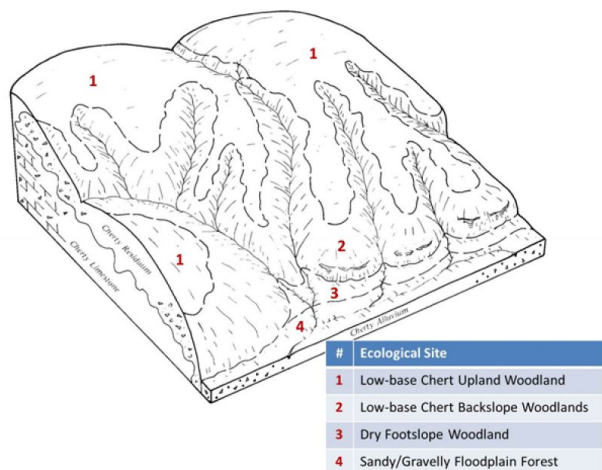 1
1
1
2
3
4
Cherty Residuum
Cherty Limestone
Cherty Alluvium
# Ecological Site
1 Low-base Chert Upland Woodland
2 Low-base Chert Backslope Woodlands
3 Dry Footslope Woodland
4 Sandy/Gravelly Floodplain Forest